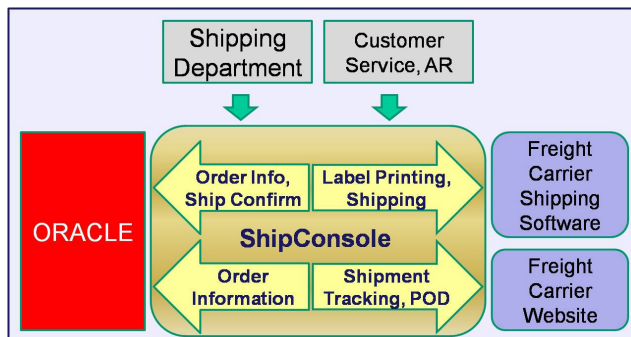 Shipping
Department
Customer
Service, AR
ORACLE
Order Info,
Ship Confirm
Label Printing,
Shipping
ShipConsole
Order
Information
Shipment
Tracking, POD
Freight
Carrier
Shipping
Software
Freight
Carrier
Website